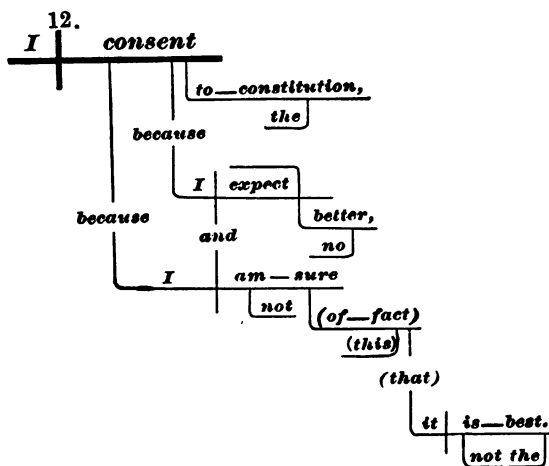 12.
I consent
to—constitution,
the
because
I expect
because
better,
and
no
I am—sure
not
(of—fact)
(this)
(that)
it is—best.
not the